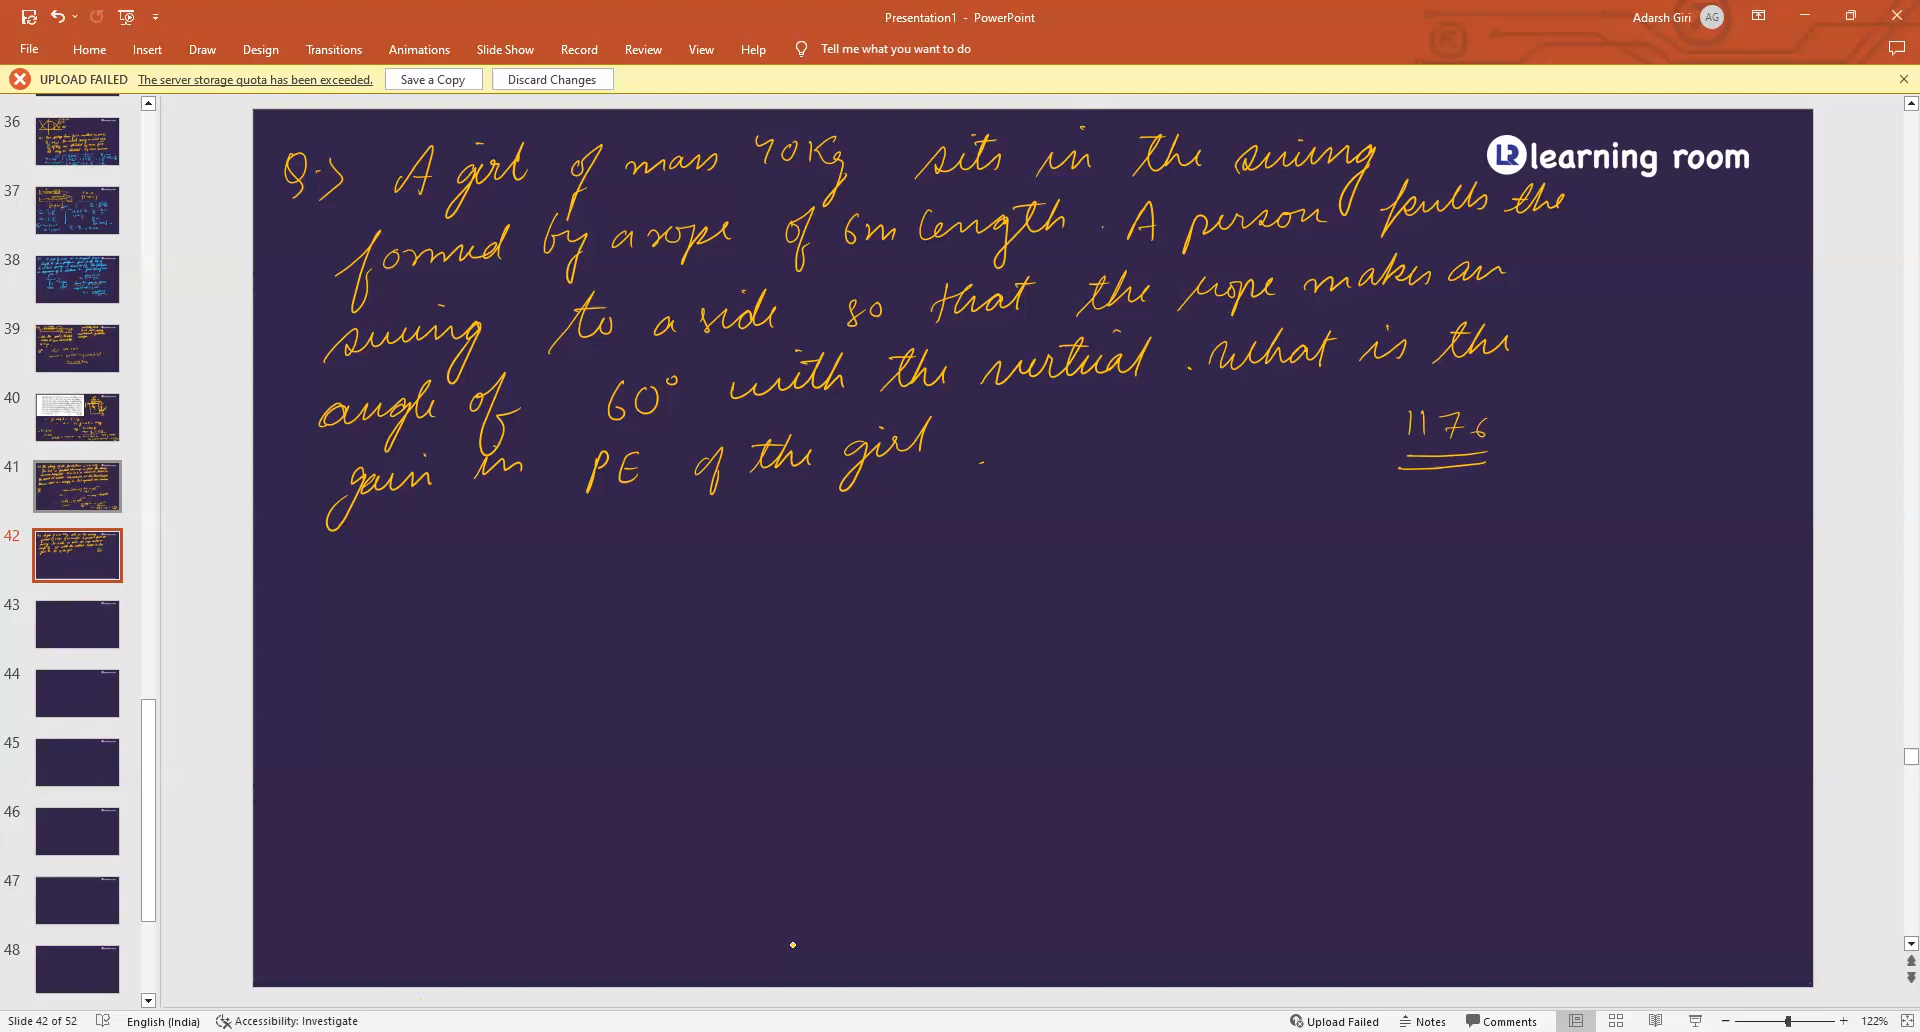 Presentation1 - PowerPoint
Adarsh Giri AG
File Home Insert Draw Design Transitions Animations Slide Show Record Review View Help Tell me what you want to do
UPLOAD FAILED The server storage quota has been exceeded. Save a Copy Discard Changes
36
37
38
39
40
41
42
43
44
45
46
47
48
LR learning room
Q:> A girl of mass 40 Kg sits in the swing
formed by a rope of 6m length. A person pulls the
swing to a side so that the rope makes an
angle of 60° with the vertical. What is the
gain in PE of the girl.
1176
Slide 42 of 52 English (India) Accessibility: Investigate Upload Failed Notes Comments 122%